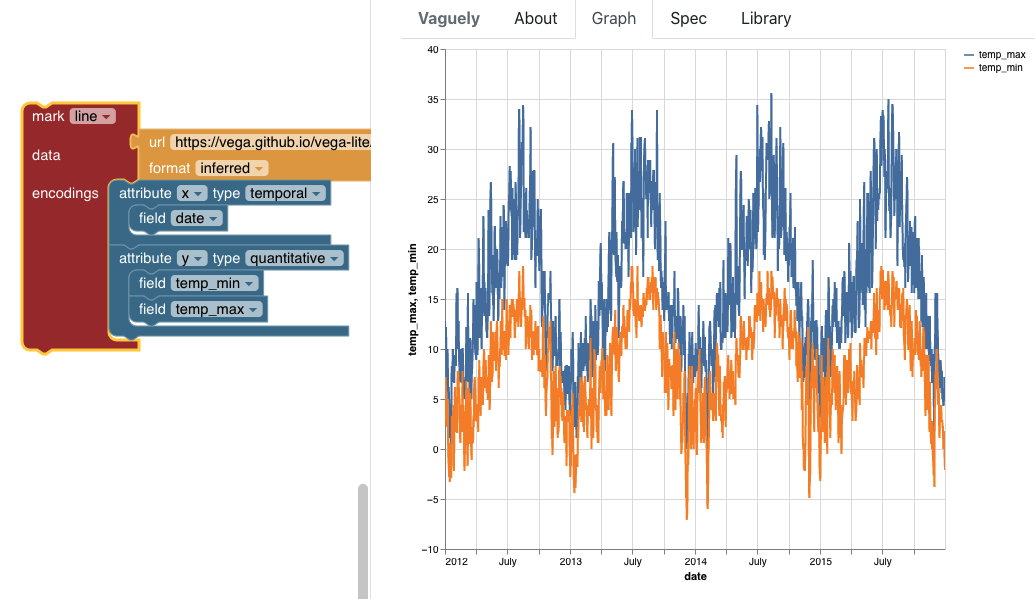 Vaguely About Graph Spec Library
mark line
data
url https://vega.github.io/vega-lite.
format inferred
encodings
attribute x type temporal
field date
attribute y type quantitative
field temp_min
field temp_max
temp_max, temp_min
40
35
30
25
20
15
10
5
0
−5
−10
2012 July 2013 July 2014 July 2015 July
date
temp_max
temp_min